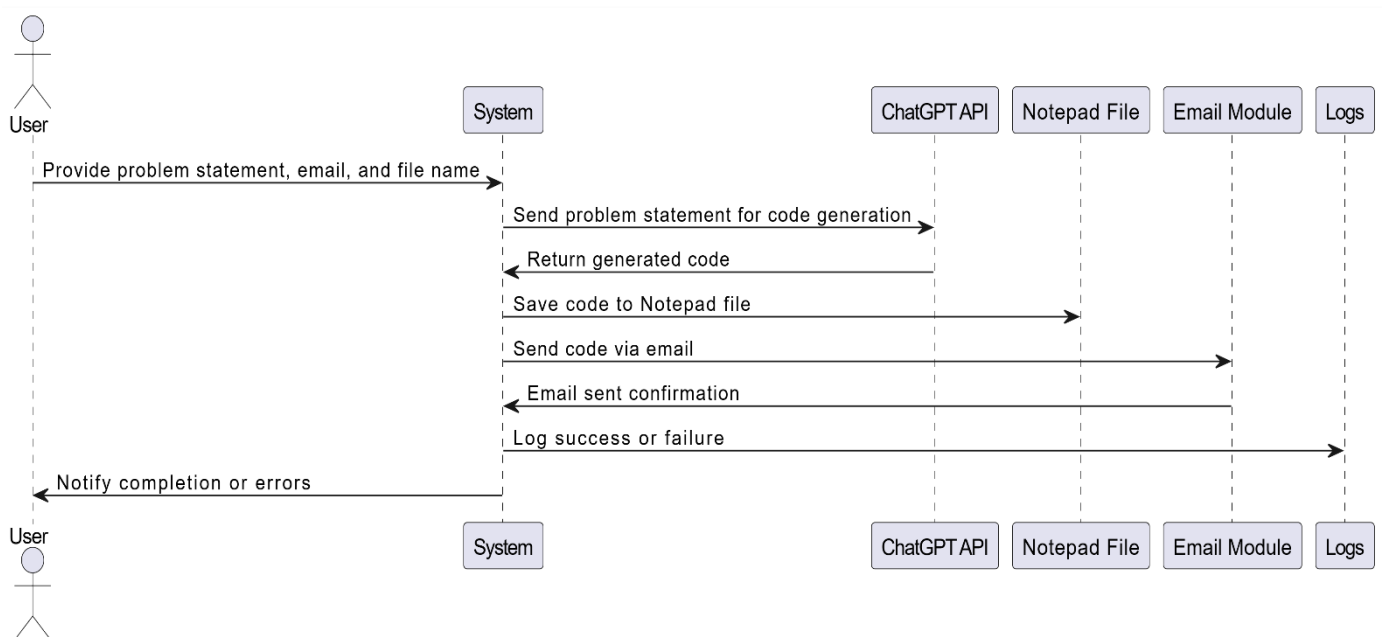 User
System
ChatGPT API
Notepad File
Email Module
Logs
Provide problem statement, email, and file name
Send problem statement for code generation
Return generated code
Save code to Notepad file
Send code via email
Email sent confirmation
Log success or failure
Notify completion or errors
User
System
ChatGPT API
Notepad File
Email Module
Logs